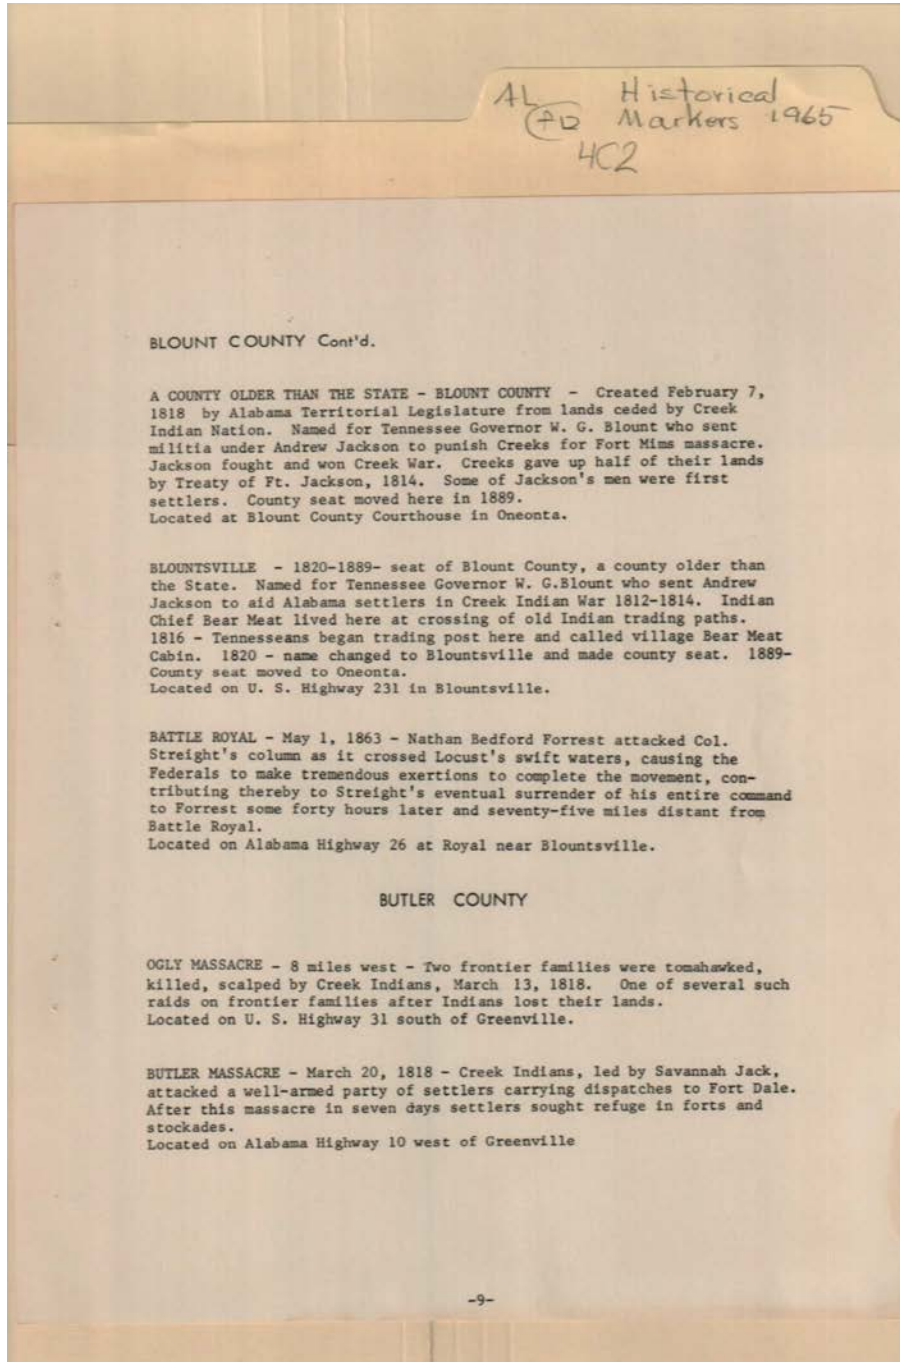 AL Historical
PD Markers 1965
4C2
BLOUNT COUNTY Cont'd.
A COUNTY OLDER THAN THE STATE - BLOUNT COUNTY - Created February 7,
1818 by Alabama Territorial Legislature from lands ceded by Creek
Indian Nation. Named for Tennessee Governor W. G. Blount who sent
militia under Andrew Jackson to punish Creeks for Fort Mims massacre.
Jackson fought and won Creek War. Creeks gave up half of their lands
by Treaty of Ft. Jackson, 1814. Some of Jackson's men were first
settlers. County seat moved here in 1889.
Located at Blount County Courthouse in Oneonta.
BLOUNTSVILLE - 1820-1889- seat of Blount County, a county older than
the State. Named for Tennessee Governor W. G.Blount who sent Andrew
Jackson to aid Alabama settlers in Creek Indian War 1812-1814. Indian
Chief Bear Meat lived here at crossing of old Indian trading paths.
1816 - Tennesseans began trading post here and called village Bear Meat
Cabin. 1820 - name changed to Blountsville and made county seat. 1889-
County seat moved to Oneonta.
Located on U. S. Highway 231 in Blountsville.
BATTLE ROYAL - May 1, 1863 - Nathan Bedford Forrest attacked Col.
Streight's column as it crossed Locust's swift waters, causing the
Federals to make tremendous exertions to complete the movement, con-
tributing thereby to Streight's eventual surrender of his entire command
to Forrest some forty hours later and seventy-five miles distant from
Battle Royal.
Located on Alabama Highway 26 at Royal near Blountsville.
BUTLER COUNTY
OGLY MASSACRE - 8 miles west - Two frontier families were tomahawked,
killed, scalped by Creek Indians, March 13, 1818. One of several such
raids on frontier families after Indians lost their lands.
Located on U. S. Highway 31 south of Greenville.
BUTLER MASSACRE - March 20, 1818 - Creek Indians, led by Savannah Jack,
attacked a well-armed party of settlers carrying dispatches to Fort Dale.
After this massacre in seven days settlers sought refuge in forts and
stockades.
Located on Alabama Highway 10 west of Greenville
-9-